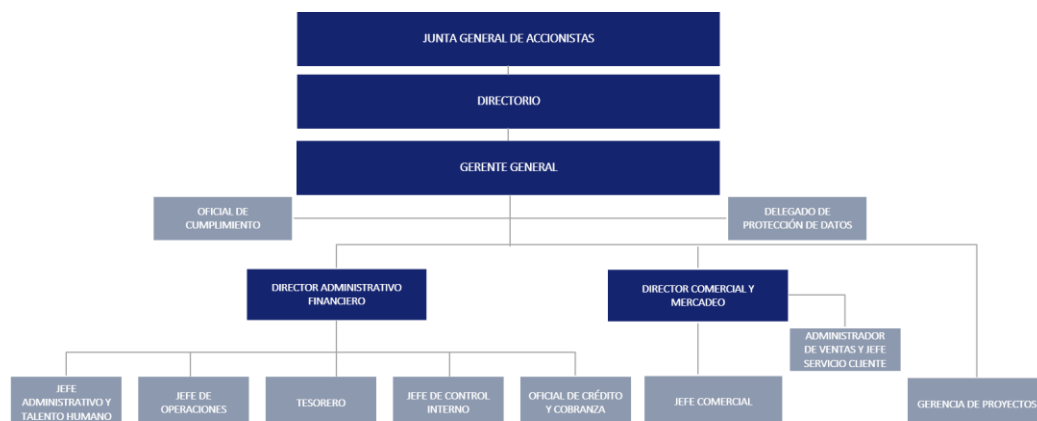 JUNTA GENERAL DE ACCIONISTAS
DIRECTORIO
GERENTE GENERAL
OFICIAL DE
CUMPLIMIENTO
DELEGADO DE
PROTECCIÓN DE DATOS
DIRECTOR ADMINISTRATIVO
FINANCIERO
DIRECTOR COMERCIAL Y
MERCADEO
ADMINISTRADOR
DE VENTAS Y JEFE
SERVICIO CLIENTE
JEFE
ADMINISTRATIVO Y
TALENTO HUMANO
JEFE DE
OPERACIONES
TESORERO
JEFE DE CONTROL
INTERNO
OFICIAL DE CRÉDITO
Y COBRANZA
JEFE COMERCIAL
GERENCIA DE PROYECTOS